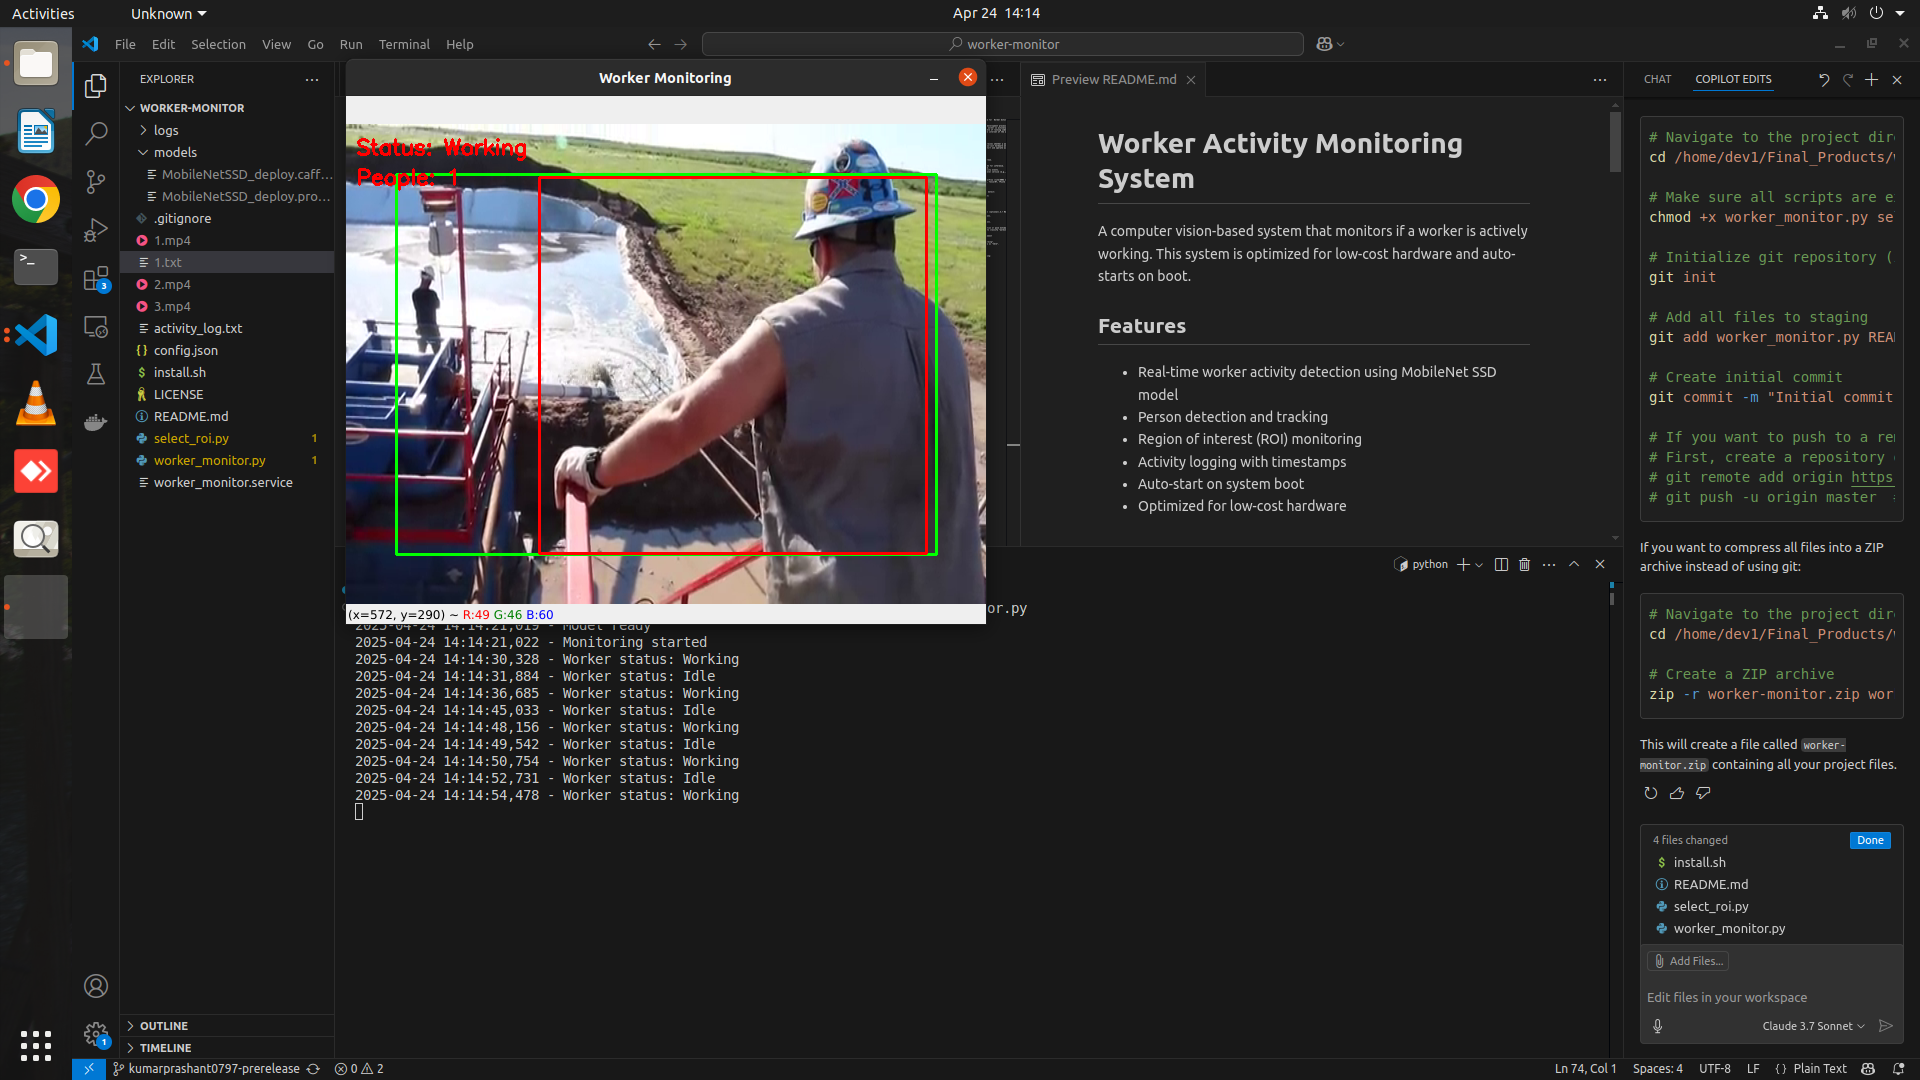 Activities
Unknown
Apr 24 14:14
File Edit Selection View Go Run Terminal Help
worker-monitor
EXPLORER
WORKER-MONITOR
logs
models
MobileNetSSD_deploy.caff...
MobileNetSSD_deploy.pro...
.gitignore
1.mp4
1.txt
2.mp4
3.mp4
activity_log.txt
config.json
install.sh
LICENSE
README.md
select_roi.py 1
worker_monitor.py 1
worker_monitor.service
OUTLINE
TIMELINE
Worker Monitoring
Status: Working
People: 1
(x=572, y=290) ~ R:49 G:46 B:60
Preview README.md
Worker Activity Monitoring
System
A computer vision-based system that monitors if a worker is actively
working. This system is optimized for low-cost hardware and auto-
starts on boot.
Features
Real-time worker activity detection using MobileNet SSD
model
Person detection and tracking
Region of interest (ROI) monitoring
Activity logging with timestamps
Auto-start on system boot
Optimized for low-cost hardware
python
or.py
2025-04-24 14:14:21,019 - Model ready
2025-04-24 14:14:21,022 - Monitoring started
2025-04-24 14:14:30,328 - Worker status: Working
2025-04-24 14:14:31,884 - Worker status: Idle
2025-04-24 14:14:36,685 - Worker status: Working
2025-04-24 14:14:45,033 - Worker status: Idle
2025-04-24 14:14:48,156 - Worker status: Working
2025-04-24 14:14:49,542 - Worker status: Idle
2025-04-24 14:14:50,754 - Worker status: Working
2025-04-24 14:14:52,731 - Worker status: Idle
2025-04-24 14:14:54,478 - Worker status: Working
CHAT COPILOT EDITS
# Navigate to the project dir
cd /home/dev1/Final_Products/
# Make sure all scripts are e
chmod +x worker_monitor.py se
# Initialize git repository (
git init
# Add all files to staging
git add worker_monitor.py REA
# Create initial commit
git commit -m "Initial commit
# If you want to push to a re
# First, create a repository
# git remote add origin https
# git push -u origin master
If you want to compress all files into a ZIP
archive instead of using git:
# Navigate to the project dir
cd /home/dev1/Final_Products/
# Create a ZIP archive
zip -r worker-monitor.zip wor
This will create a file called worker-
monitor.zip containing all your project files.
4 files changed
Done
install.sh
README.md
select_roi.py
worker_monitor.py
Add Files...
Edit files in your workspace
Claude 3.7 Sonnet
kumarprashant0797-prerelease
0 2
Ln 74, Col 1
Spaces: 4
UTF-8
LF
Plain Text
3
1